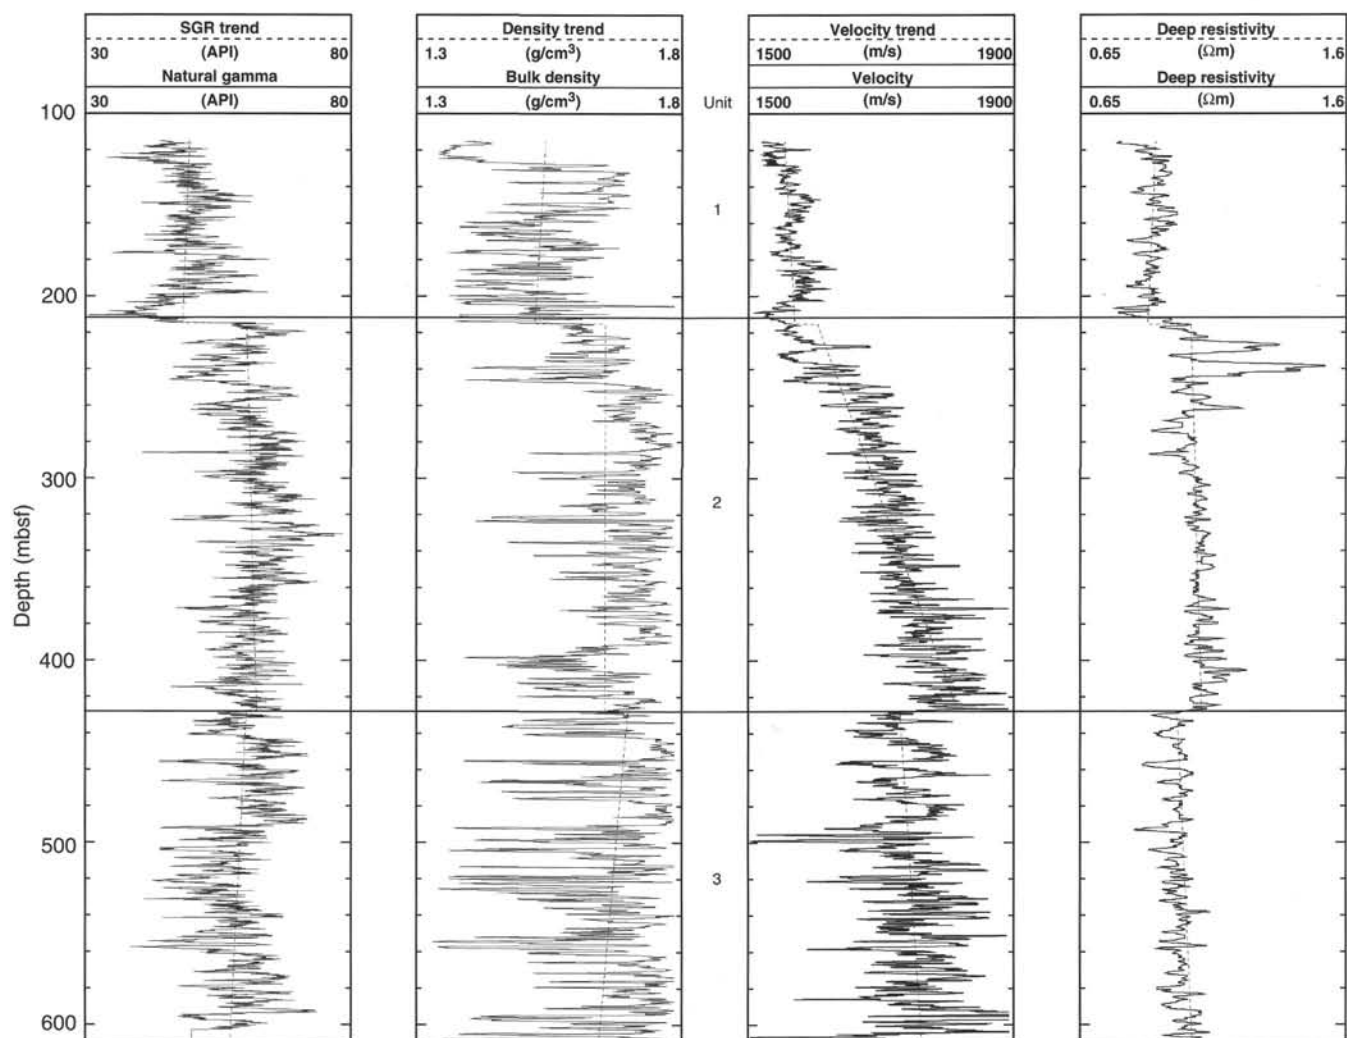 SGR trend Density trend Velocity trend Deep resistivity
30 (API) 80 1.3 (g/cm³) 1.8 1500 (m/s) 1900 0.65 (Ωm) 1.6
Natural gamma Bulk density Velocity Deep resistivity
30 (API) 80 1.3 (g/cm³) 1.8 Unit 1500 (m/s) 1900 0.65 (Ωm) 1.6
100
1
200
300
2
Depth (mbsf)
400
500
3
600